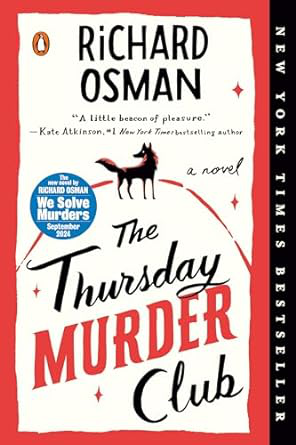 RiCHARD
OSMAN
"A little beacon of pleasure."
—Kate Atkinson, #1 New York Times bestselling author
a novel
The
new novel by
RICHARD OSMAN
We Solve
Murders
September
2024
The
Thursday
MURDER
Club
NEW YORK TIMES BESTSELLER